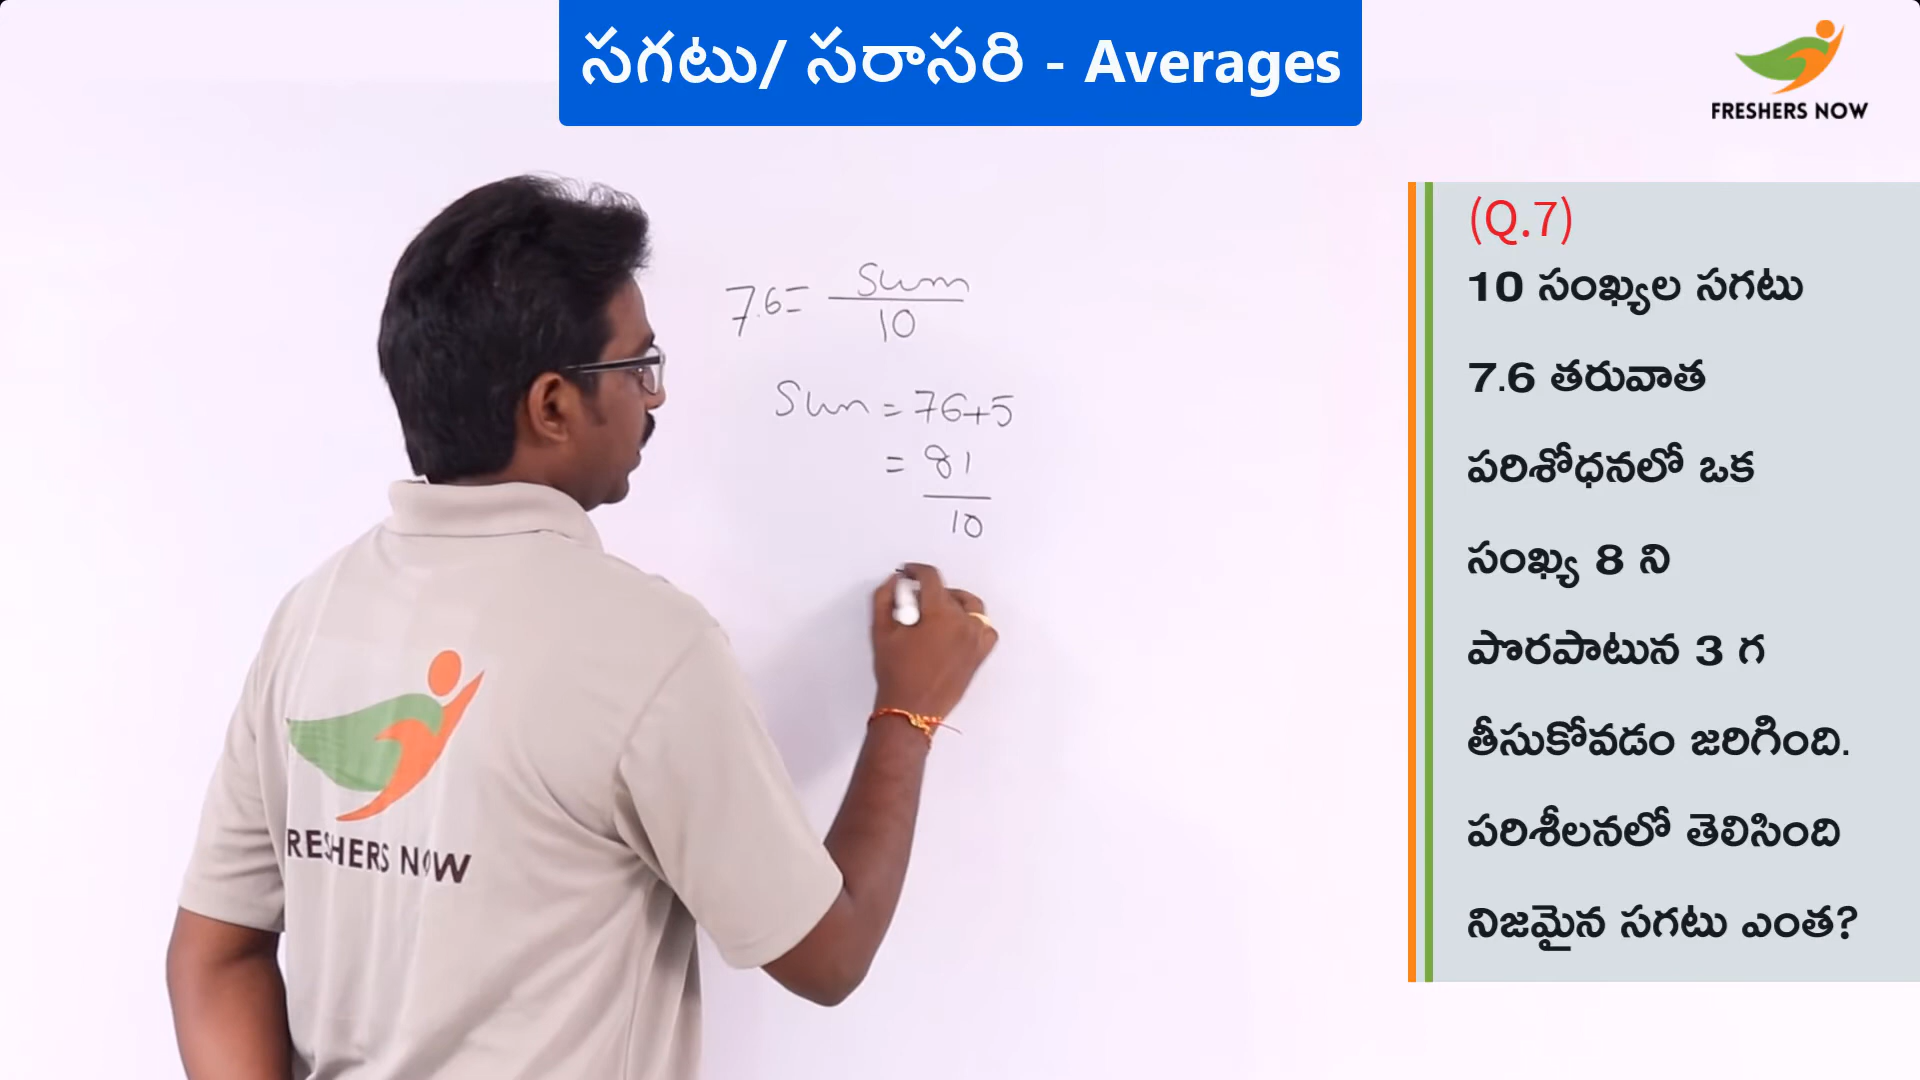 సగటు/ సరాసరి - Averages
FRESHERS NOW
7.6 = Sum
10
Sum = 76+5
= 81
10
RESHERS NOW
(Q.7)
10 సంఖ్యల సగటు
7.6 తరువాత
పరిశోధనలో ఒక
సంఖ్య 8 ని
పొరపాటున 3 గ
తీసుకోవడం జరిగింది.
పరిశీలనలో తెలిసింది
నిజమైన సగటు ఎంత?